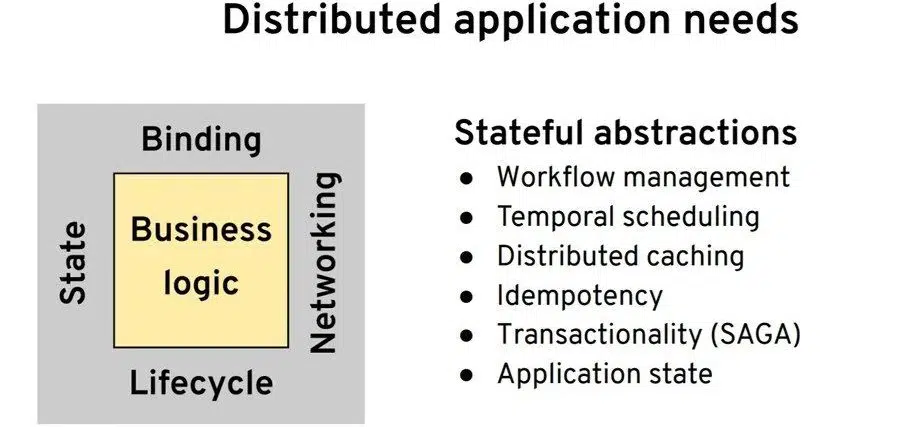 Distributed application needs
Binding
State
Business
logic
Networking
Lifecycle
Stateful abstractions
● Workflow management
● Temporal scheduling
● Distributed caching
● Idempotency
● Transactionality (SAGA)
● Application state